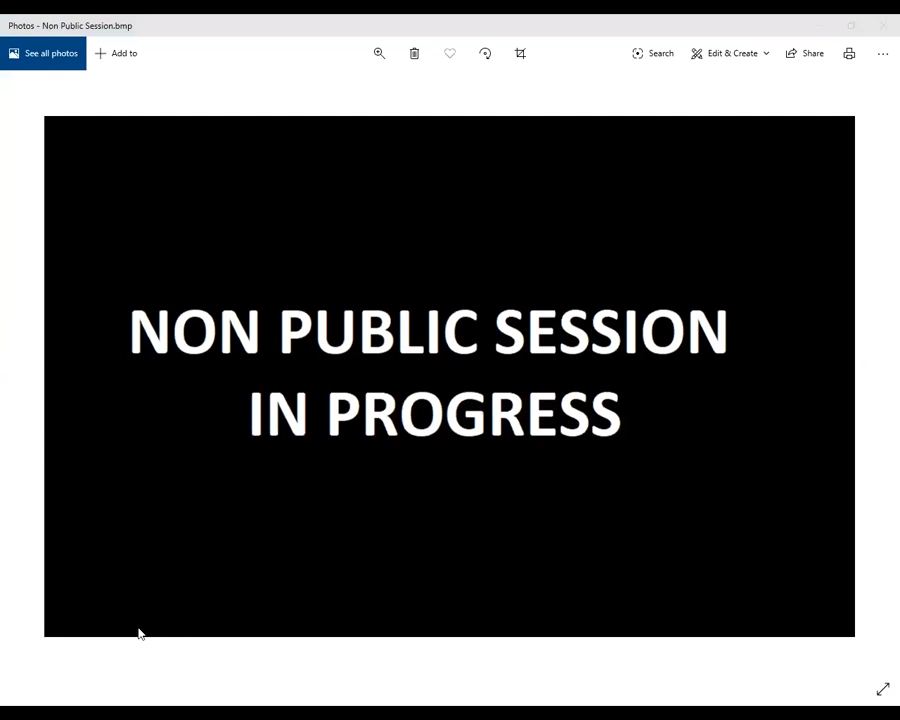 Photos - Non Public Session.bmp
See all photos
Add to
Search
Edit & Create
Share
NON PUBLIC SESSION
IN PROGRESS